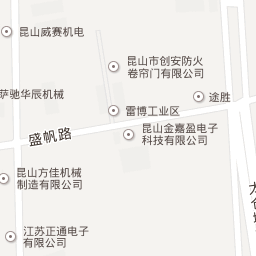 昆山威赛机电
昆山市创安防火
卷帘门有限公司
萨驰华辰机械
途胜
雷博工业区
盛帆路
昆山金嘉盈电子
科技有限公司
昆山方佳机械
制造有限公司
江苏正通电子
有限公司
太仓